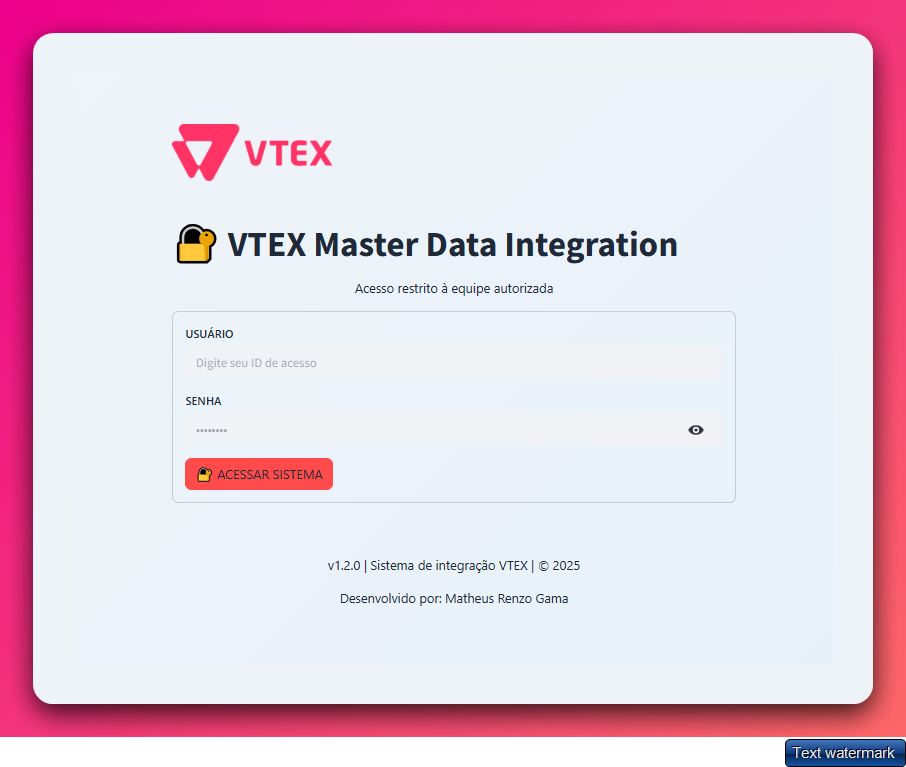 VTEX
VTEX Master Data Integration
Acesso restrito à equipe autorizada
USUÁRIO
Digite seu ID de acesso
SENHA
••••••••
ACESSAR SISTEMA
v1.2.0 | Sistema de integração VTEX | © 2025
Desenvolvido por: Matheus Renzo Gama
Text watermark